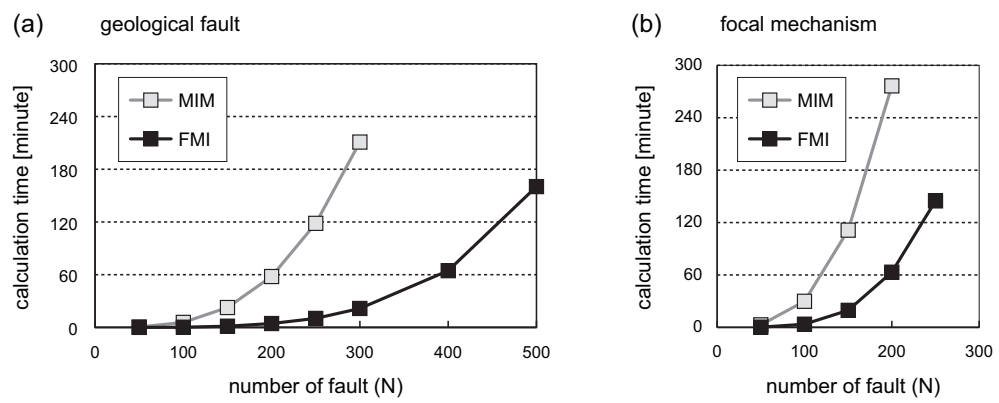 (a) geological fault
calculation time [minute]
300
240
180
120
60
0
MIM
FMI
0 100 200 300 400 500
number of fault (N)
(b) focal mechanism
calculation time [minute]
300
240
180
120
60
0
MIM
FMI
0 100 200 300
number of fault (N)